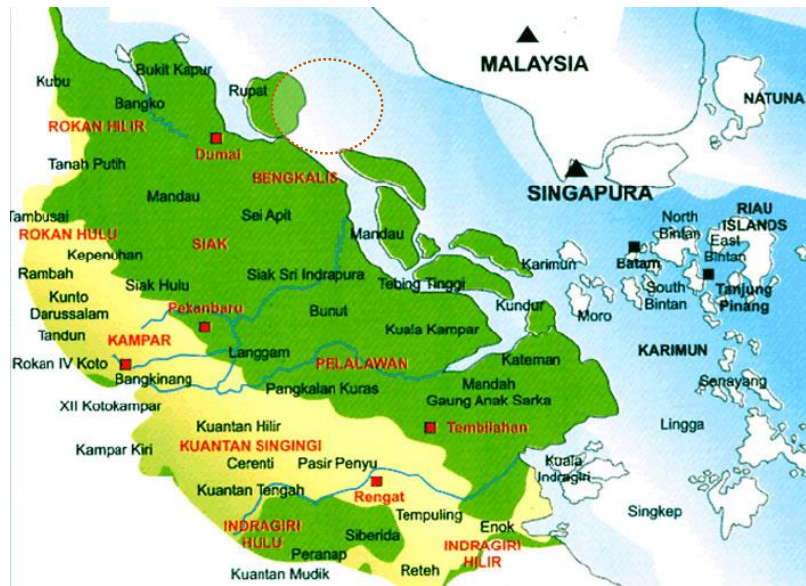 MALAYSIA
NATUNA
Bukit Kapur
Kubu
Rupat
Bangko
ROKAN HILIR
Dumai
Tanah Putih
BENGKALIS
SINGAPURA
Mandau
Sei Apit
Tambusai
ROKAN HULU
SIAK
Mandau
North
Bintan
RIAU
ISLANDS
East
Bintan
Kepenuhan
Rambah
Siak Hulu
Siak Sri Indrapura
Tebing Tinggi
Karimun
Batam
South
Bintan
Tanjung
Pinang
Kunto
Darussalam
Pekanbaru
Bunut
Kundur
Moro
Tandun
KAMPAR
Kuala Kampar
KARIMUN
Rokan IV Koto
Langgam
PELALAWAN
Kateman
Bangkinang
Pangkalan Kuras
Mandah
Senayang
XII Kotokampar
Gaung Anak Sarka
Kuantan Hilir
Tembilahan
Lingga
Kampar Kiri
KUANTAN SINGINGI
Cerenti
Pasir Penyu
Kuala
Indragiri
Kuantan Tengah
Rengat
Tempuling
Singkep
INDRAGIRI
HULU
Siberida
Enok
Peranap
INDRAGIRI
HILIR
Kuantan Mudik
Reteh